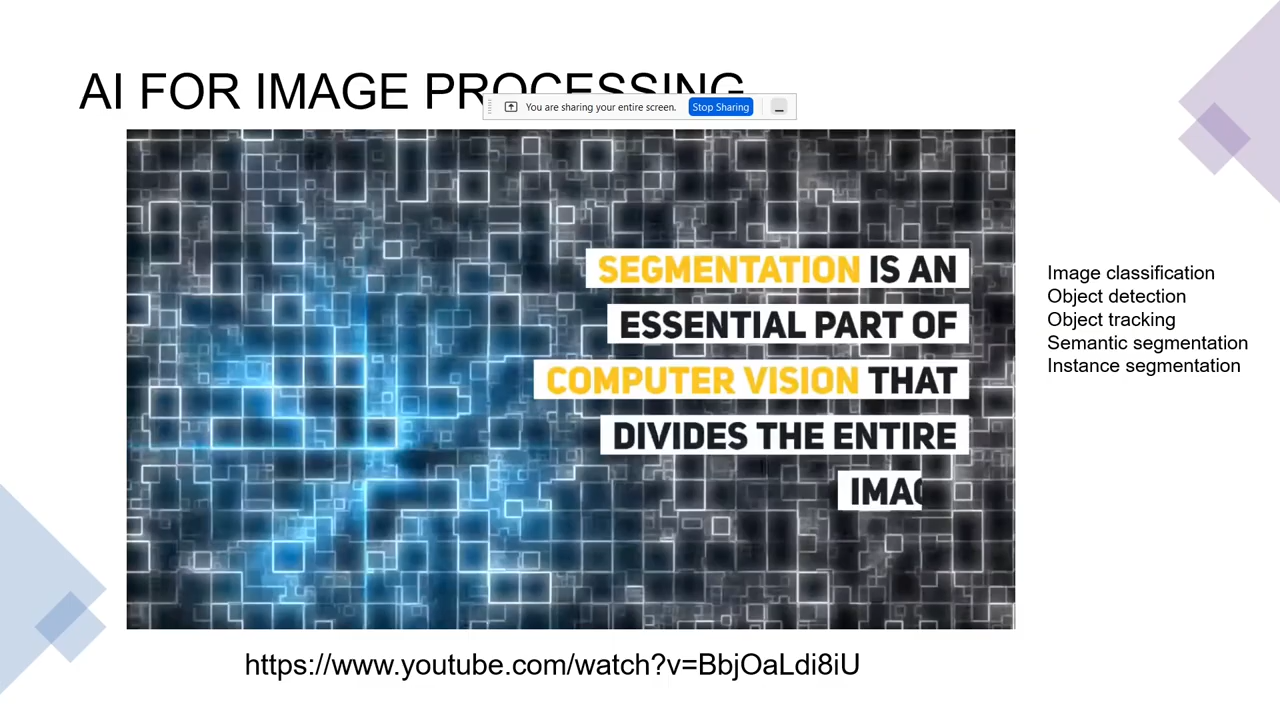 AI FOR IMAGE PROCESSING
You are sharing your entire screen. Stop Sharing
SEGMENTATION IS AN
ESSENTIAL PART OF
COMPUTER VISION THAT
DIVIDES THE ENTIRE
Image classification
Object detection
Object tracking
Semantic segmentation
Instance segmentation
https://www.youtube.com/watch?v=BbjOaLdi8iU